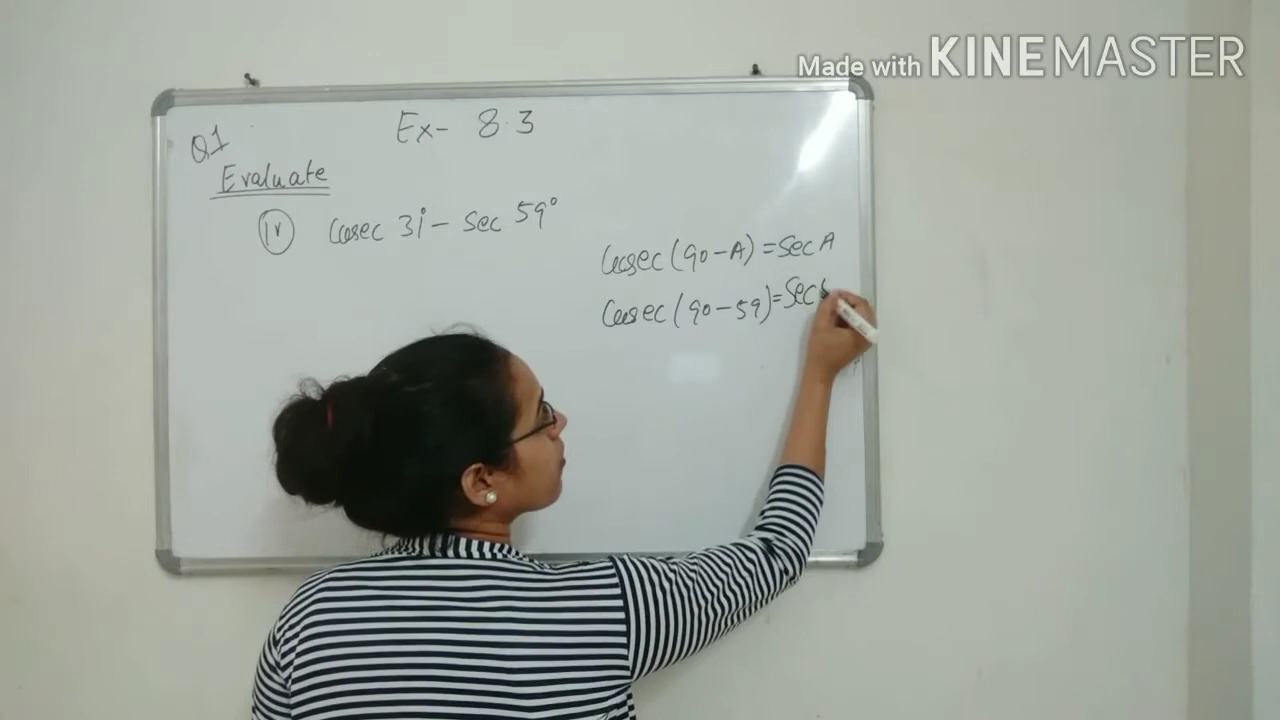 Made with KINEMASTER
Ex- 8.3
Q1
Evaluate
iv cosec 31° - sec 59°
cosec (90-A) = sec A
cosec (90-59) = sec